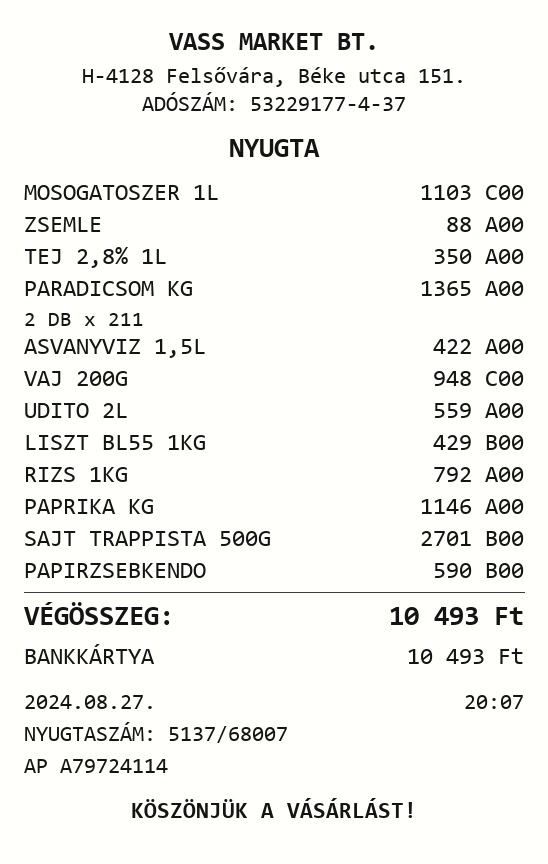 VASS MARKET BT.
H-4128 Felsővára, Béke utca 151.
ADÓSZÁM: 53229177-4-37
NYUGTA
MOSOGATOSZER 1L 1103 C00
ZSEMLE 88 A00
TEJ 2,8% 1L 350 A00
PARADICSOM KG 1365 A00
2 DB x 211
ASVANYVIZ 1,5L 422 A00
VAJ 200G 948 C00
UDITO 2L 559 A00
LISZT BL55 1KG 429 B00
RIZS 1KG 792 A00
PAPRIKA KG 1146 A00
SAJT TRAPPISTA 500G 2701 B00
PAPIRZSEBKENDO 590 B00
VÉGÖSSZEG: 10 493 Ft
BANKKÁRTYA 10 493 Ft
2024.08.27. 20:07
NYUGTASZÁM: 5137/68007
AP A79724114
KÖSZÖNJÜK A VÁSÁRLÁST!